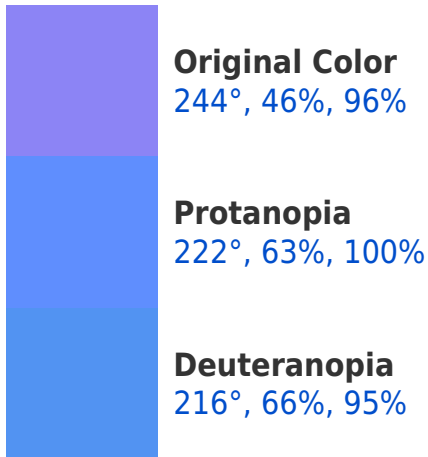 Original Color
244°, 46%, 96%
Protanopia
222°, 63%, 100%
Deuteranopia
216°, 66%, 95%